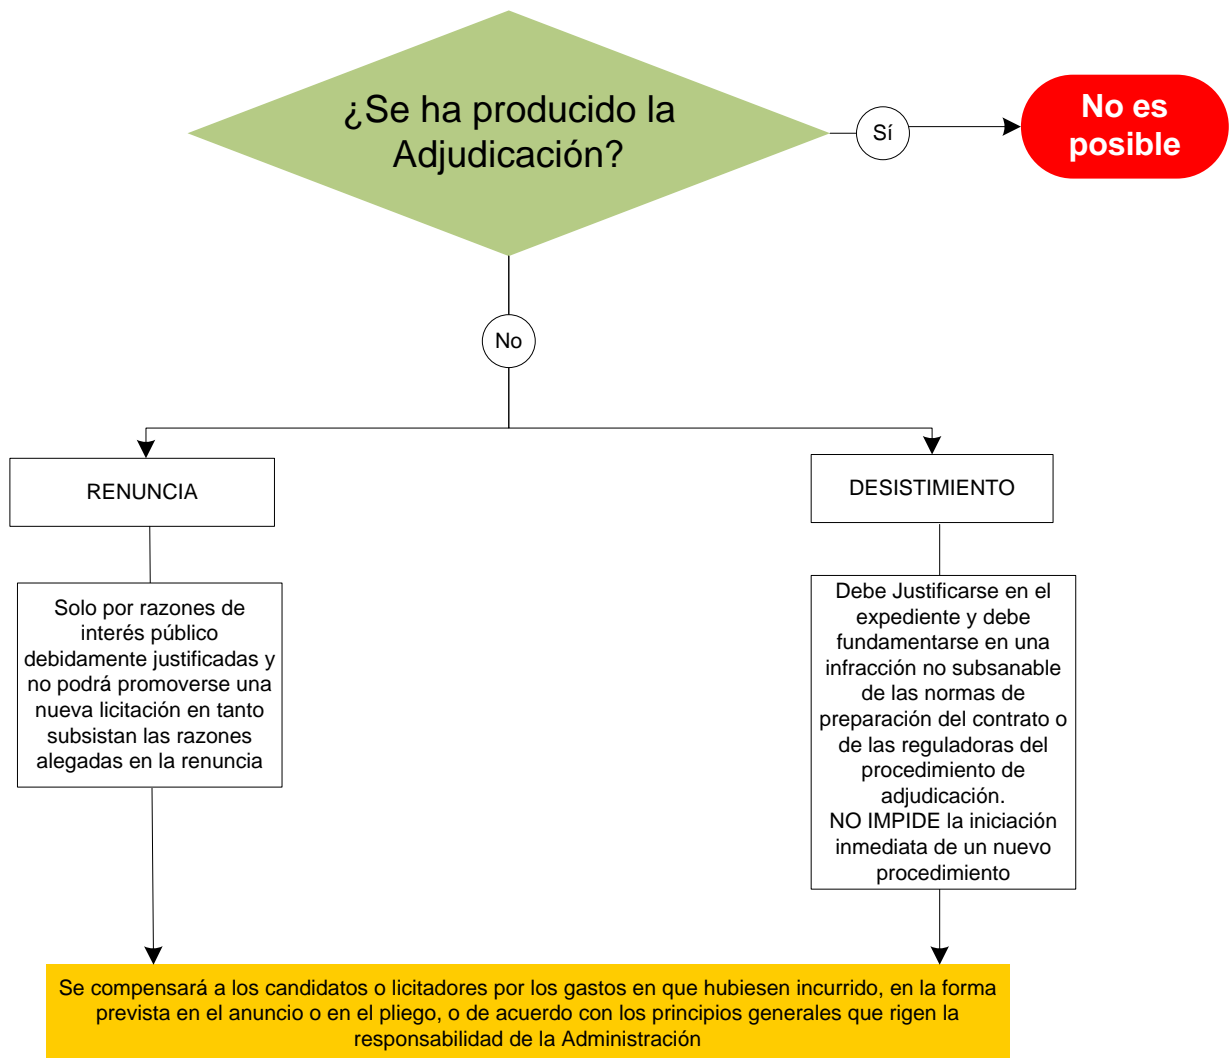 ¿Se ha producido la
Adjudicación?
Sí
No es
posible
No
RENUNCIA
DESISTIMIENTO
Solo por razones de
interés público
debidamente justificadas y
no podrá promoverse una
nueva licitación en tanto
subsistan las razones
alegadas en la renuncia
Debe Justificarse en el
expediente y debe
fundamentarse en una
infracción no subsanable
de las normas de
preparación del contrato o
de las reguladoras del
procedimiento de
adjudicación.
NO IMPIDE la iniciación
inmediata de un nuevo
procedimiento
Se compensará a los candidatos o licitadores por los gastos en que hubiesen incurrido, en la forma
prevista en el anuncio o en el pliego, o de acuerdo con los principios generales que rigen la
responsabilidad de la Administración